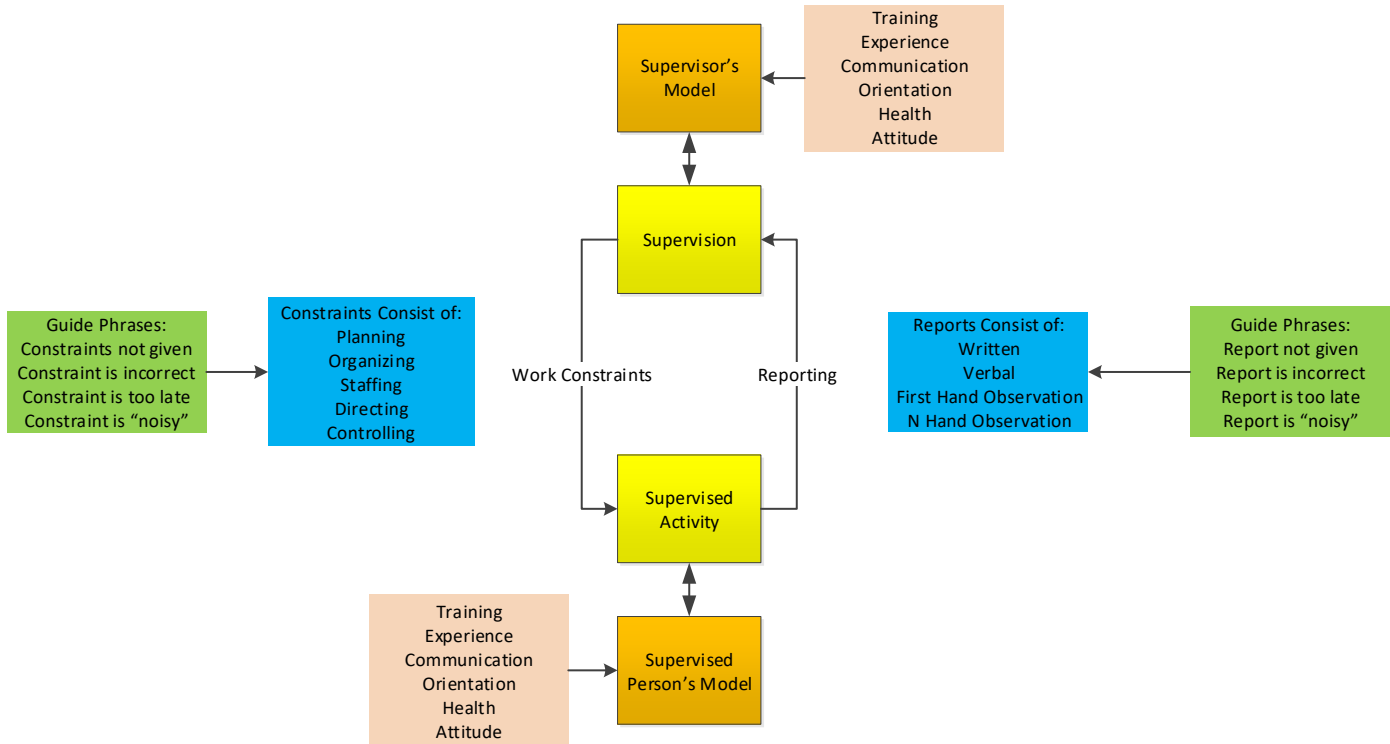 Training
Experience
Communication
Orientation
Health
Attitude
Supervisor’s
Model
Supervision
Guide Phrases:
Constraints not given
Constraint is incorrect
Constraint is too late
Constraint is “noisy”
Constraints Consist of:
Planning
Organizing
Staffing
Directing
Controlling
Work Constraints
Reporting
Reports Consist of:
Written
Verbal
First Hand Observation
N Hand Observation
Guide Phrases:
Report not given
Report is incorrect
Report is too late
Report is “noisy”
Supervised
Activity
Training
Experience
Communication
Orientation
Health
Attitude
Supervised
Person’s Model